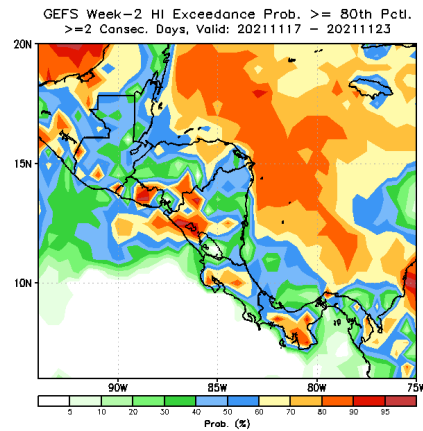 GEFS Week-2 HI Exceedance Prob. >= 80th Pctl.
>=2 Consec. Days, Valid: 20211117 - 20211123
20N
15N
10N
90W 85W 80W 75W
5 10 20 30 40 50 60 70 80 90 95
Prob. (%)